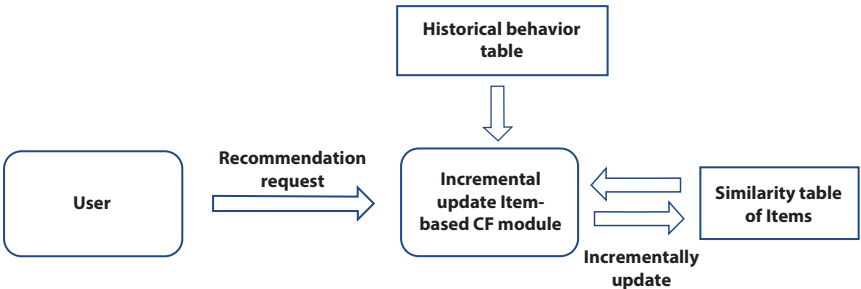 Historical behavior
table
Recommendation
request
User
Incremental
update Item-
based CF module
Similarity table
of Items
Incrementally
update